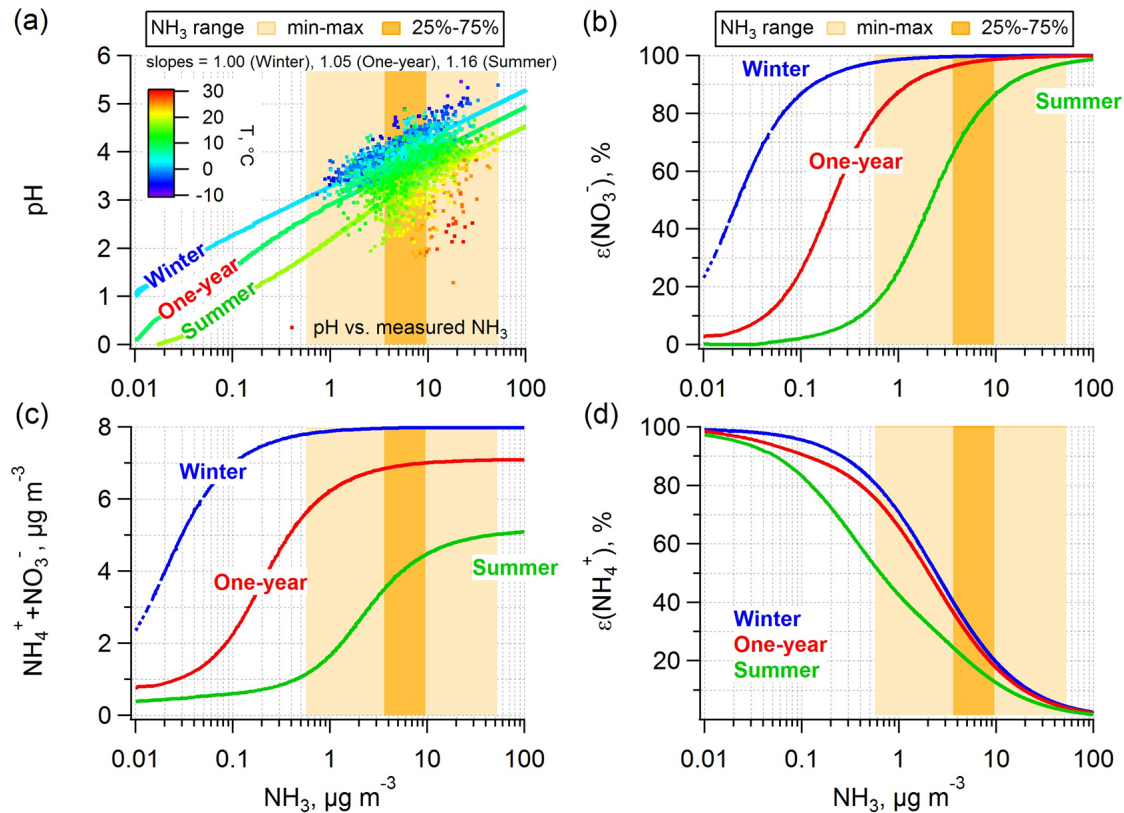 (a)
NH₃ range min-max 25%-75%
slopes = 1.00 (Winter), 1.05 (One-year), 1.16 (Summer)
6
5
4
3
2
1
0
pH
30
20
10
0
-10
T, °C
Winter
One-year
Summer
pH vs. measured NH₃
0.01 0.1 1 10 100
(b)
NH₃ range min-max 25%-75%
100
80
60
40
20
0
ε(NO₃⁻), %
Winter
One-year
Summer
0.01 0.1 1 10 100
(c)
8
6
4
2
0
NH₄⁺+NO₃⁻, µg m⁻³
Winter
One-year
Summer
0.01 0.1 1 10 100
NH₃, µg m⁻³
(d)
100
80
60
40
20
ε(NH₄⁺), %
Winter
One-year
Summer
0.01 0.1 1 10 100
NH₃, µg m⁻³